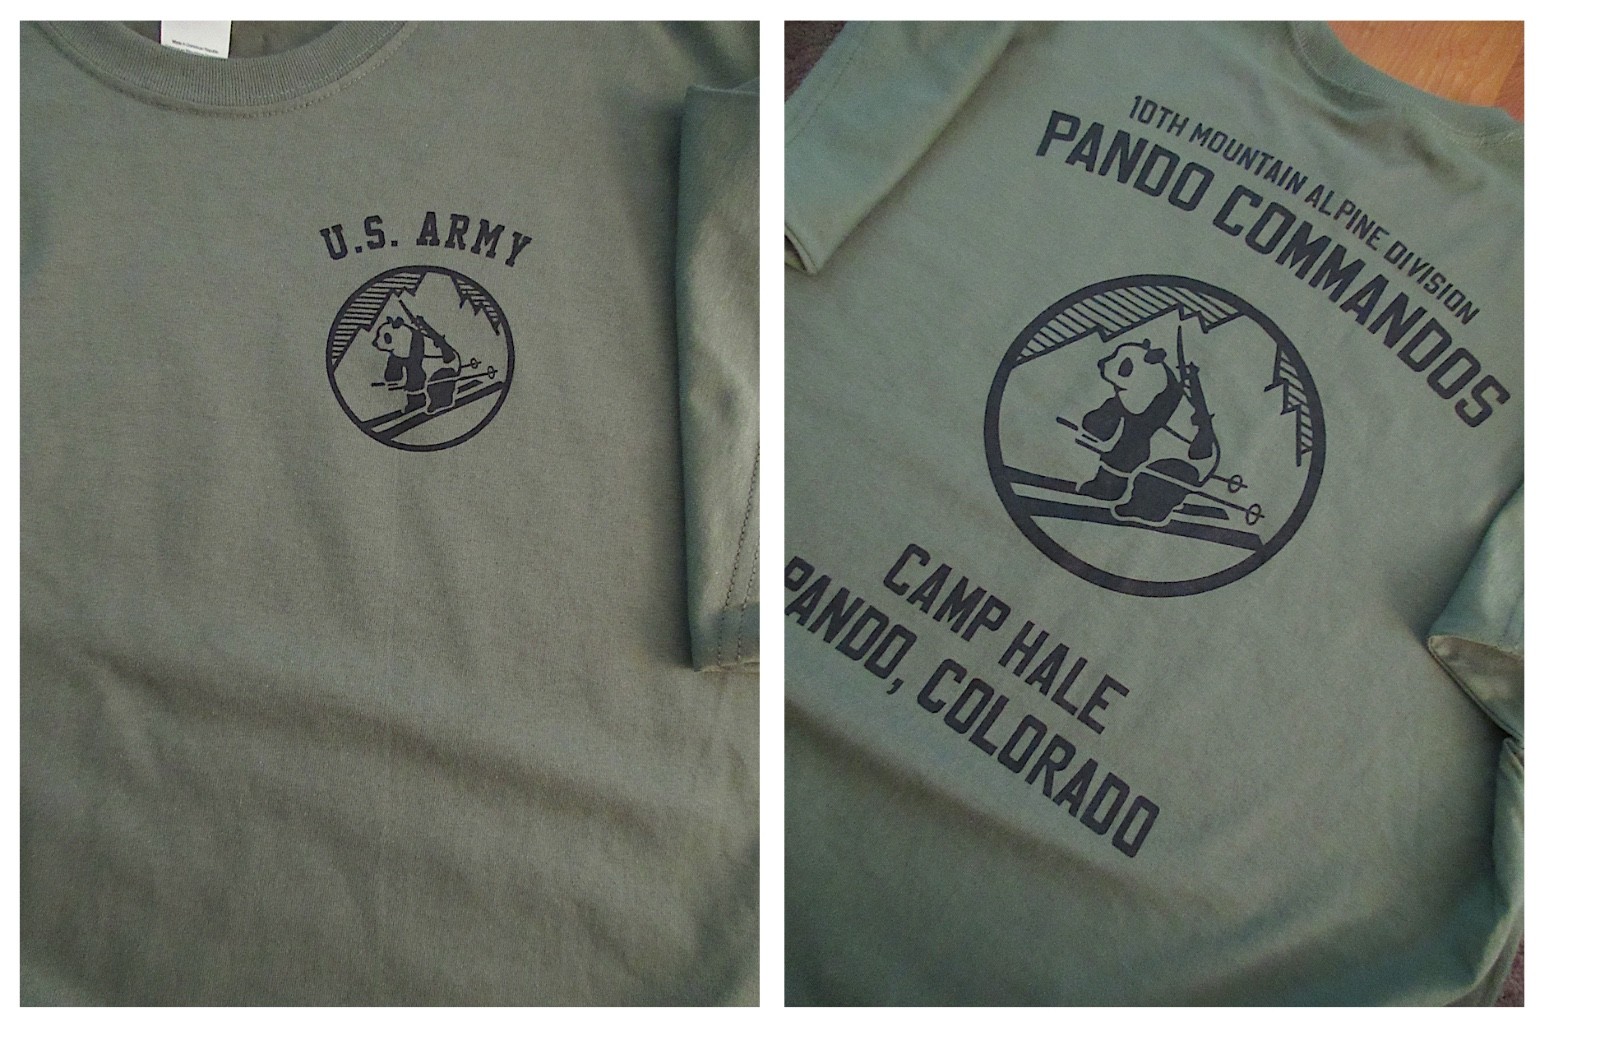 U.S. ARMY
10TH MOUNTAIN ALPINE DIVISION
PANDO COMMANDOS
CAMP HALE
PANDO, COLORADO